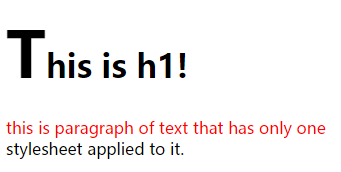 This is h1!
this is paragraph of text that has only one
stylesheet applied to it.